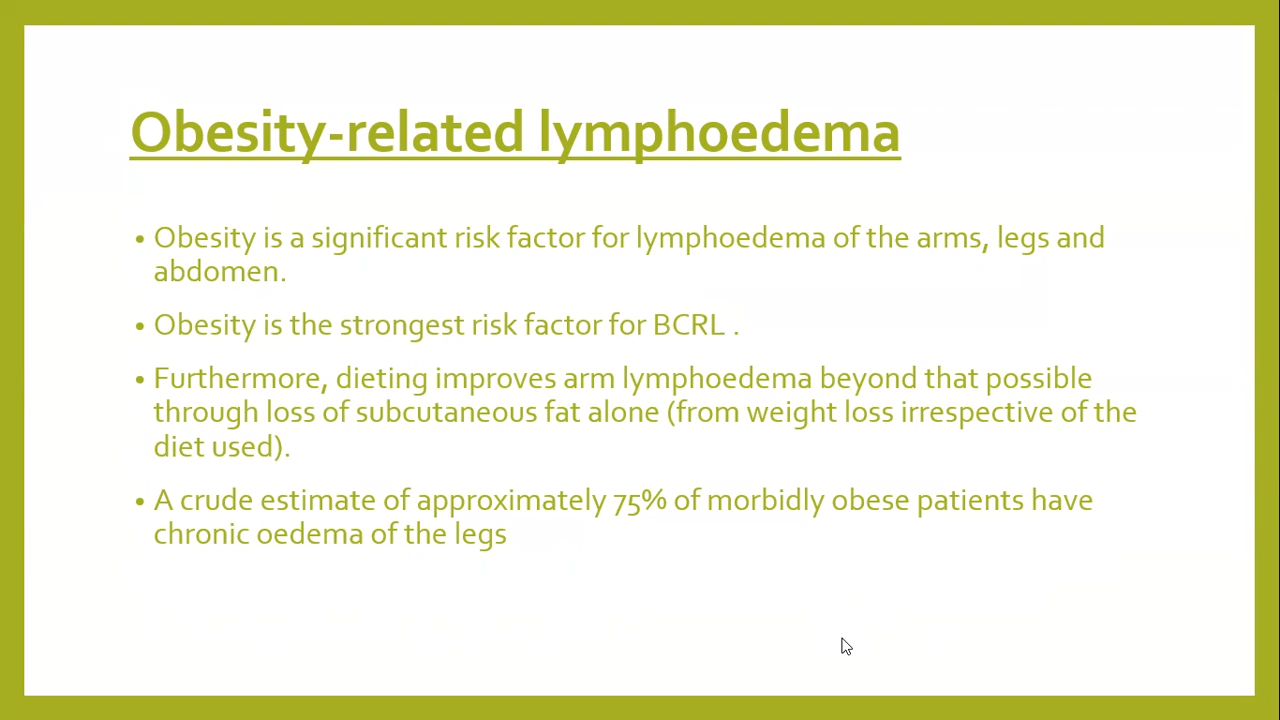 Obesity-related lymphoedema
• Obesity is a significant risk factor for lymphoedema of the arms, legs and
abdomen.
• Obesity is the strongest risk factor for BCRL .
• Furthermore, dieting improves arm lymphoedema beyond that possible
through loss of subcutaneous fat alone (from weight loss irrespective of the
diet used).
• A crude estimate of approximately 75% of morbidly obese patients have
chronic oedema of the legs